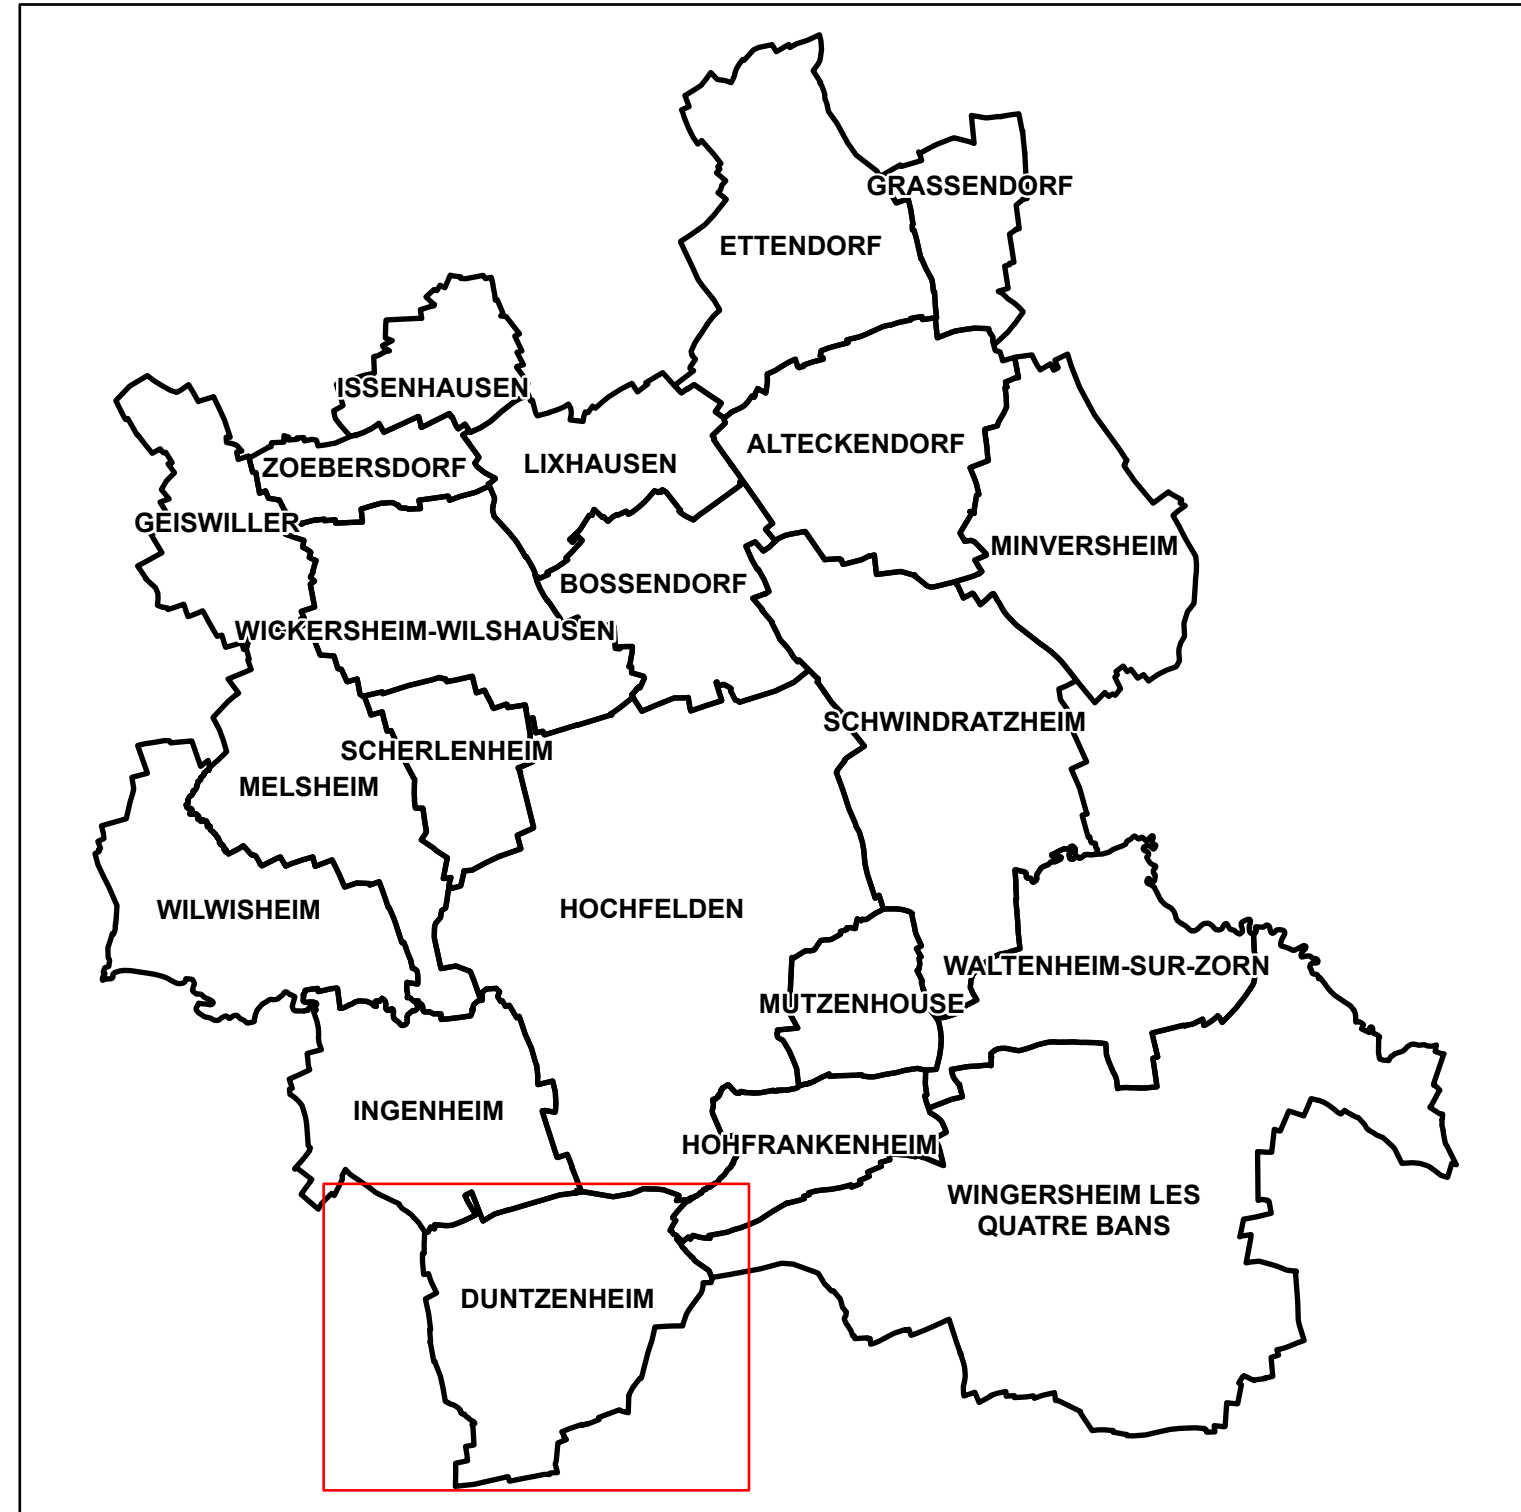 GRASSENDORF
ETTENDORF
ISSENHAUSEN
ALTECKENDORF
LIXHAUSEN
ZOEBERSDORF
GEISWILLER
MINVERSHEIM
BOSSENDORF
WICKERSHEIM-WILSHAUSEN
SCHWINDRATZHEIM
SCHERLENHEIM
MELSHEIM
WILWISHEIM
HOCHFELDEN
WALTENHEIM-SUR-ZORN
MUTZENHOUSE
INGENHEIM
HOHFRANKENHEIM
WINGERSHEIM LES
QUATRE BANS
DUNTZENHEIM